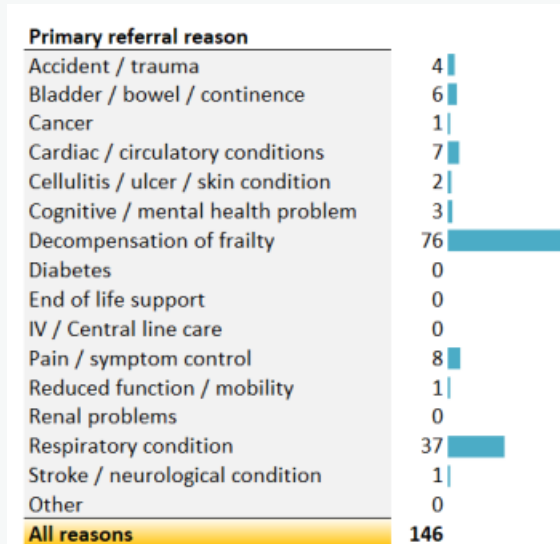 Primary referral reason
Accident / trauma 4
Bladder / bowel / continence 6
Cancer 1
Cardiac / circulatory conditions 7
Cellulitis / ulcer / skin condition 2
Cognitive / mental health problem 3
Decompensation of frailty 76
Diabetes 0
End of life support 0
IV / Central line care 0
Pain / symptom control 8
Reduced function / mobility 1
Renal problems 0
Respiratory condition 37
Stroke / neurological condition 1
Other 0
All reasons 146